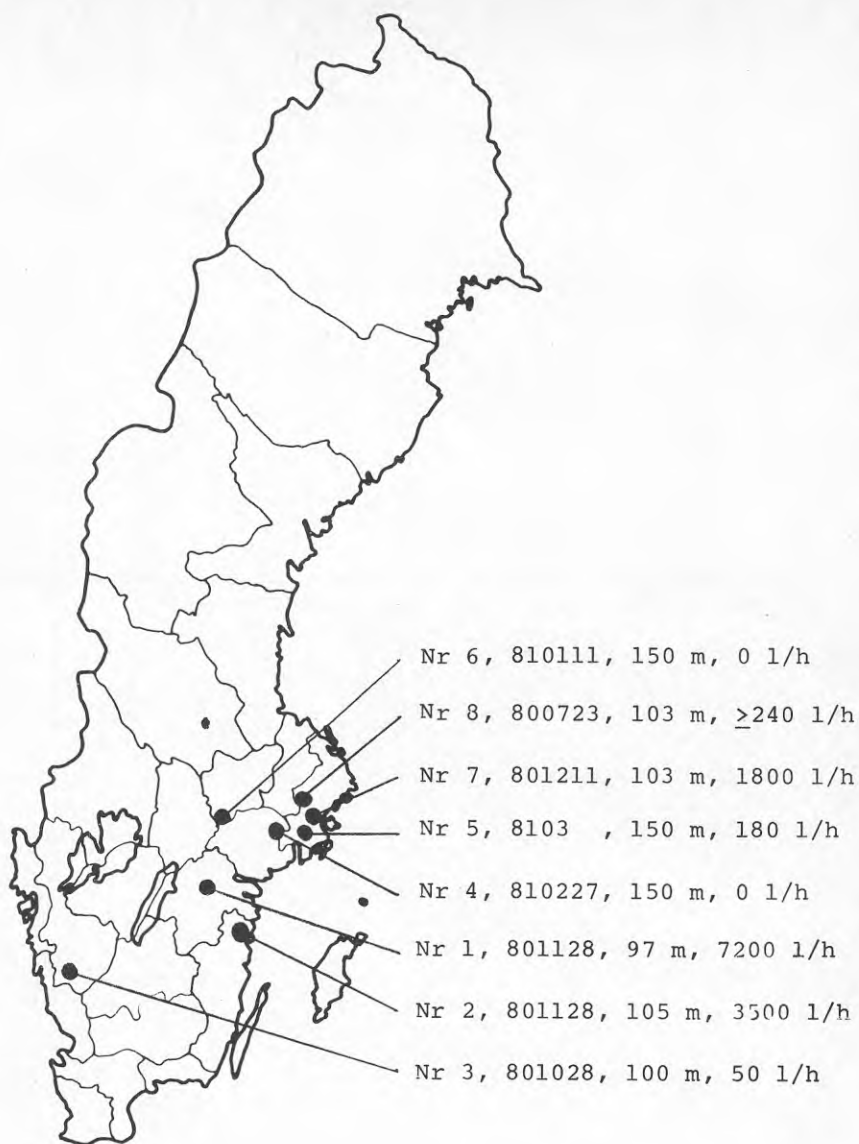 Nr 6, 810111, 150 m, 0 l/h
Nr 8, 800723, 103 m, ≥240 l/h
Nr 7, 801211, 103 m, 1800 l/h
Nr 5, 8103  , 150 m, 180 l/h
Nr 4, 810227, 150 m, 0 l/h
Nr 1, 801128, 97 m, 7200 l/h
Nr 2, 801128, 105 m, 3500 l/h
Nr 3, 801028, 100 m, 50 l/h